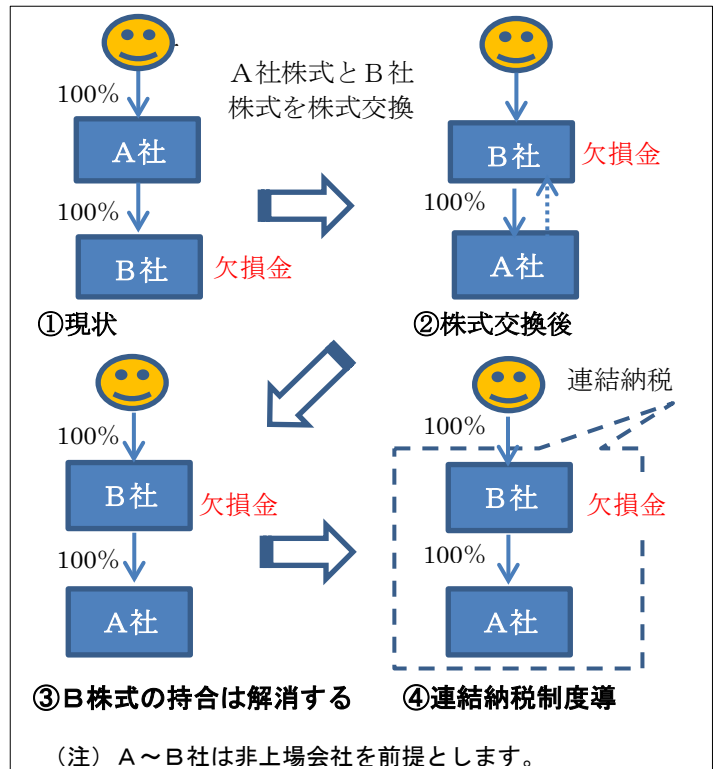 100%
A社
100%
B社
欠損金
①現状
A社株式とB社
株式を株式交換
B社
欠損金
100%
A社
②株式交換後
100%
B社
欠損金
100%
A社
③B株式の持合は解消する
連結納税
100%
B社
欠損金
100%
A社
④連結納税制度導
(注) A~B社は非上場会社を前提とします。